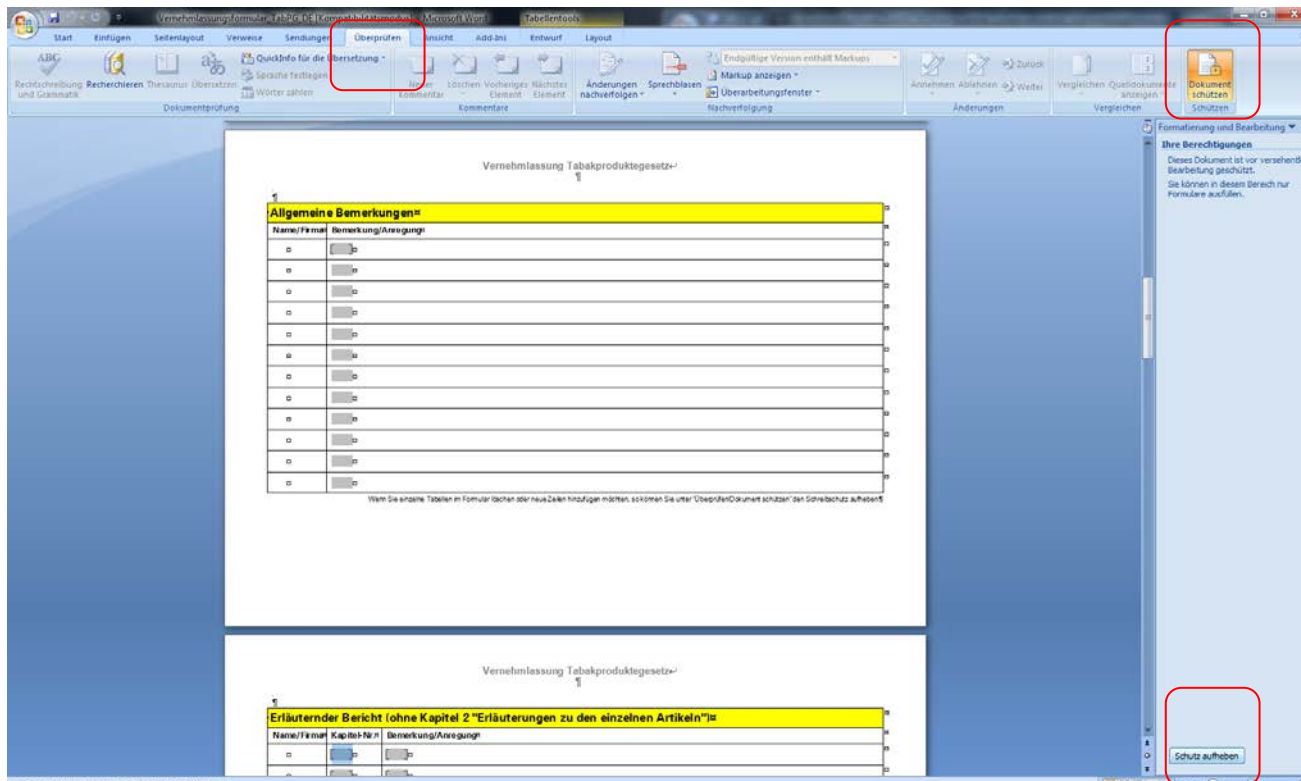 Vernehmlassungsformular_TabPG_DE [Kompatibilitätsmodus] - Microsoft Word
Tabellentools
Start Einfügen Seitenlayout Verweise Sendungen Überprüfen Ansicht Add-Ins Entwurf Layout
Rechtschreibung und Grammatik
Recherchieren
Thesaurus
Übersetzen
QuickInfo für die Übersetzung
Sprache festlegen
Wörter zählen
Dokumentprüfung
Neuer Kommentar
Löschen
Vorheriges Element
Nächstes Element
Kommentare
Änderungen nachverfolgen
Sprechblasen
Endgültige Version enthält Markups
Markup anzeigen
Überarbeitungsfenster
Nachverfolgung
Annehmen
Ablehnen
Zurück
Weiter
Änderungen
Vergleichen
Quelldokumente anzeigen
Vergleichen
Dokument schützen
Schützen
Formatierung und Bearbeitung
Ihre Berechtigungen
Dieses Dokument ist vor versehentl
Bearbeitung geschützt.
Sie können in diesem Bereich nur
Formulare ausfüllen.
Vernehmlassung Tabakproduktegesetz
Allgemeine Bemerkungen
Name/Firma Bemerkung/Anregung
Wenn Sie einzelne Tabellen im Formular löschen oder neue Zeilen hinzufügen möchten, so können Sie unter "Überprüfen/Dokument schützen" den Schreibschutz aufheben
Vernehmlassung Tabakproduktegesetz
Erläuternder Bericht (ohne Kapitel 2 "Erläuterungen zu den einzelnen Artikeln")
Name/Firma Kapitel-Nr. Bemerkung/Anregung
Schutz aufheben